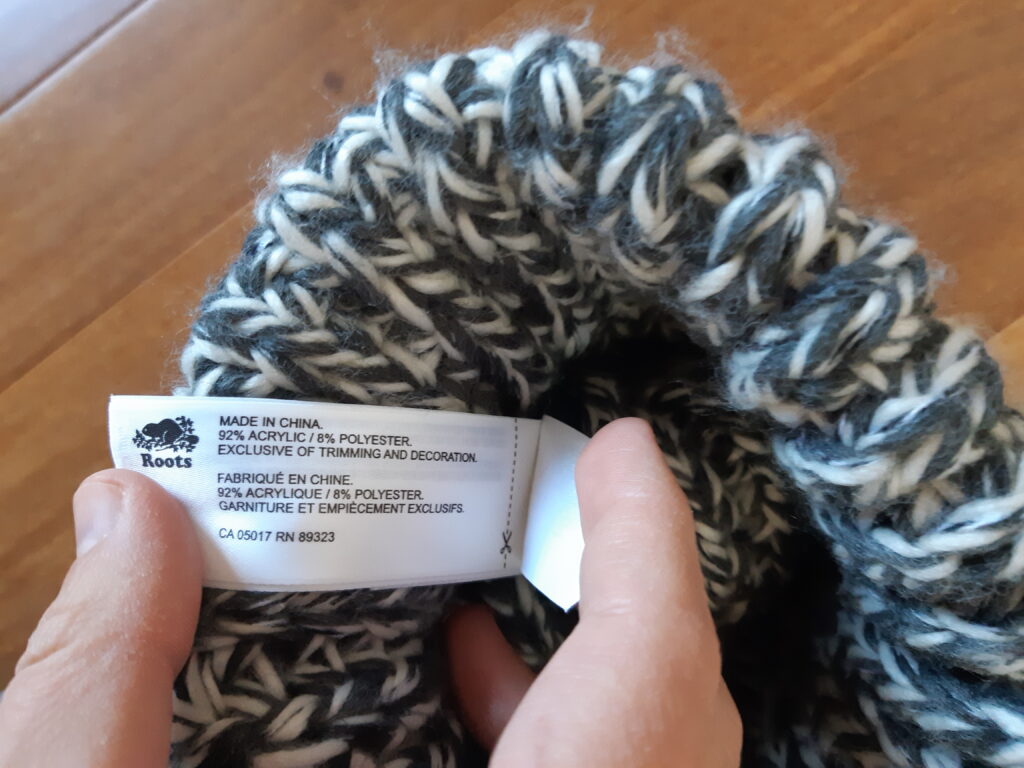 Roots
MADE IN CHINA.
92% ACRYLIC / 8% POLYESTER.
EXCLUSIVE OF TRIMMING AND DECORATION.
FABRIQUÉ EN CHINE.
92% ACRYLIQUE / 8% POLYESTER.
GARNITURE ET EMPIÈCEMENT EXCLUSIFS.
CA 05017 RN 89323